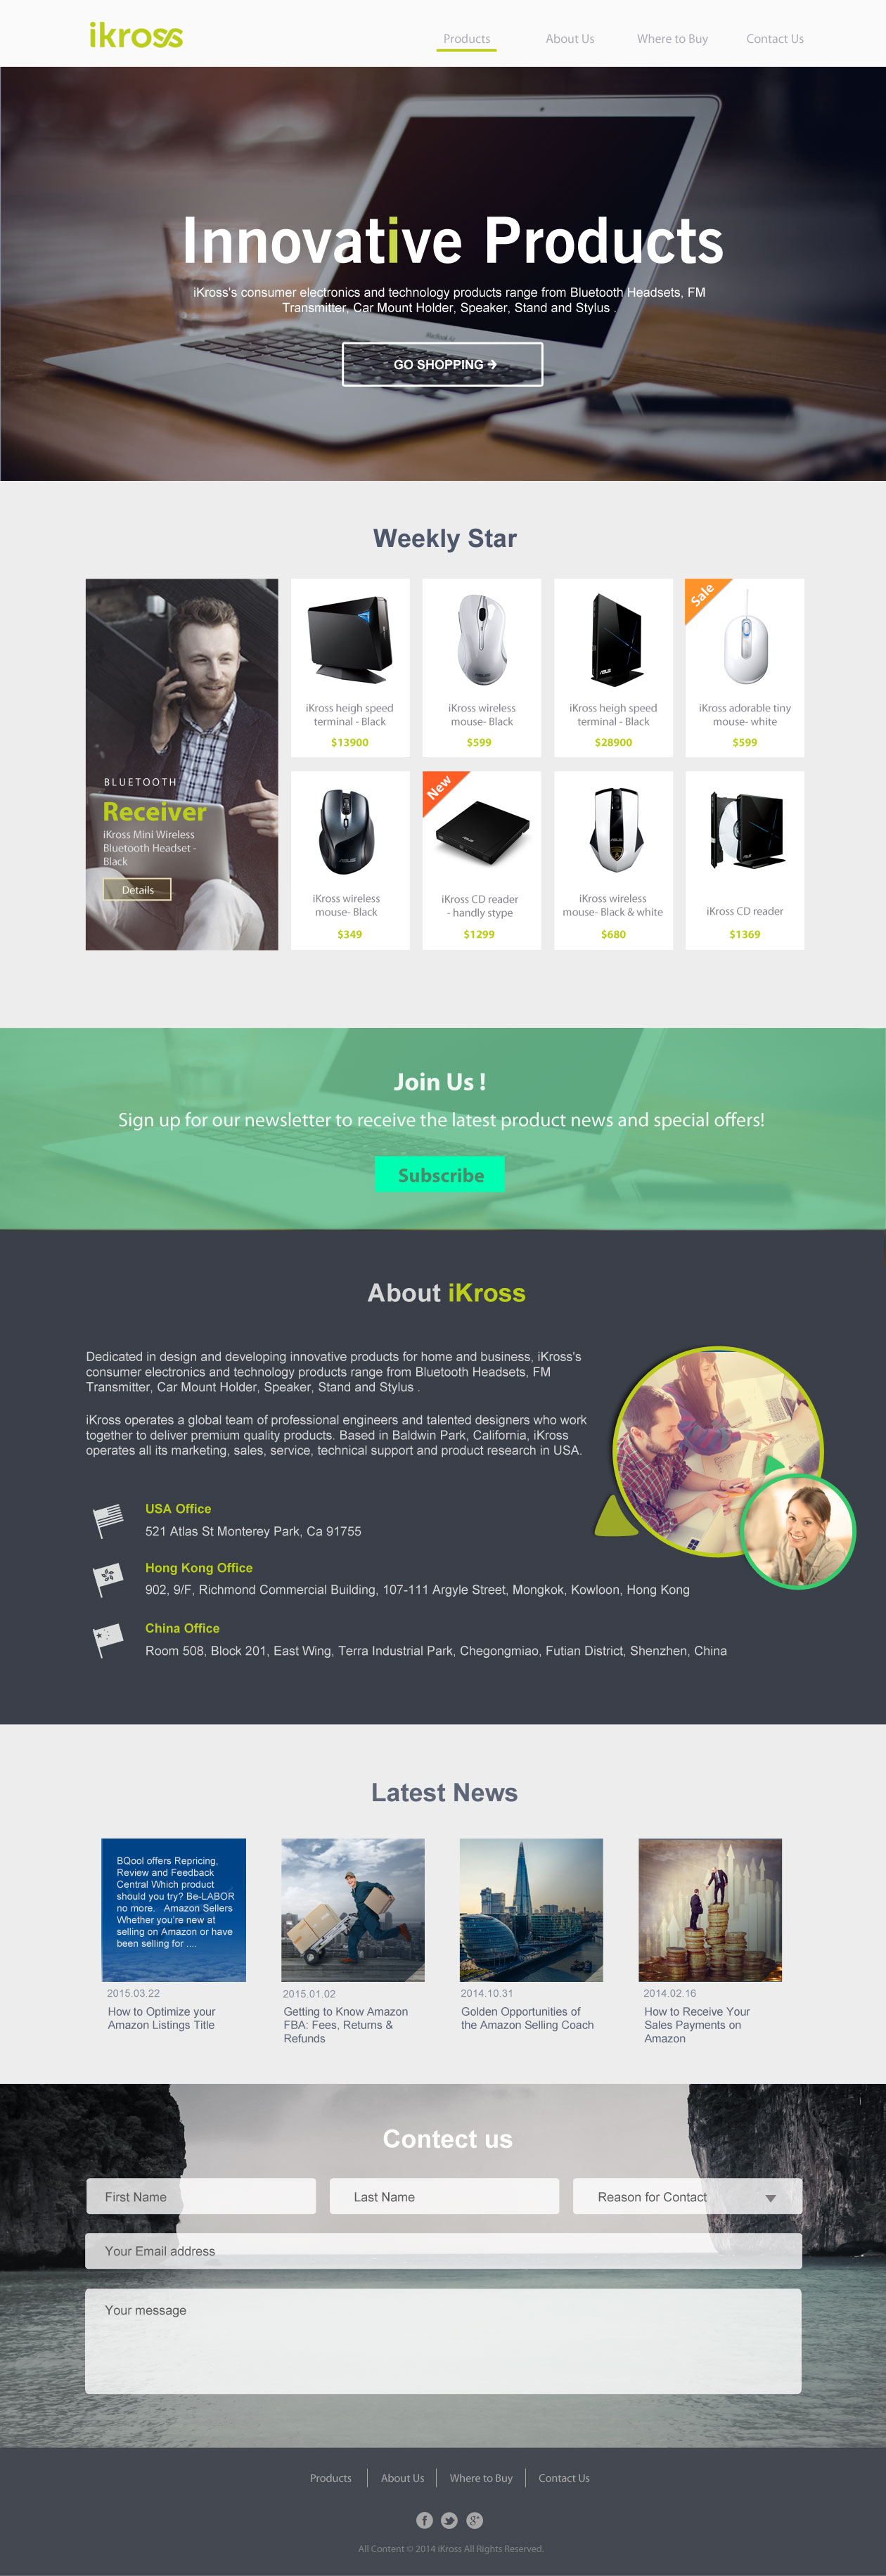 ikross
Products
About Us
Where to Buy
Contact Us
Innovative Products
iKross's consumer electronics and technology products range from Bluetooth Headsets, FM
Transmitter, Car Mount Holder, Speaker, Stand and Stylus .
GO SHOPPING →
Weekly Star
BLUETOOTH
Receiver
iKross Mini Wireless
Bluetooth Headset -
Black
Details
iKross heigh speed
terminal - Black
$13900
iKross wireless
mouse- Black
$599
iKross heigh speed
terminal - Black
$28900
Sale
iKross adorable tiny
mouse- white
$599
iKross wireless
mouse- Black
$349
New
iKross CD reader
- handly stype
$1299
iKross wireless
mouse- Black & white
$680
iKross CD reader
$1369
Join Us !
Sign up for our newsletter to receive the latest product news and special offers!
Subscribe
About iKross
Dedicated in design and developing innovative products for home and business, iKross's
consumer electronics and technology products range from Bluetooth Headsets, FM
Transmitter, Car Mount Holder, Speaker, Stand and Stylus .
iKross operates a global team of professional engineers and talented designers who work
together to deliver premium quality products. Based in Baldwin Park, California, iKross
operates all its marketing, sales, service, technical support and product research in USA.
USA Office
521 Atlas St Monterey Park, Ca 91755
Hong Kong Office
902, 9/F, Richmond Commercial Building, 107-111 Argyle Street, Mongkok, Kowloon, Hong Kong
China Office
Room 508, Block 201, East Wing, Terra Industrial Park, Chegongmiao, Futian District, Shenzhen, China
Latest News
BQool offers Repricing,
Review and Feedback
Central Which product
should you try? Be-LABOR
no more. Amazon Sellers
Whether you're new at
selling on Amazon or have
been selling for ....
2015.03.22
How to Optimize your
Amazon Listings Title
2015.01.02
Getting to Know Amazon
FBA: Fees, Returns &
Refunds
2014.10.31
Golden Opportunities of
the Amazon Selling Coach
2014.02.16
How to Receive Your
Sales Payments on
Amazon
Contect us
First Name
Last Name
Reason for Contact
Your Email address
Your message
Products
About Us
Where to Buy
Contact Us
All Content © 2014 iKross All Rights Reserved.